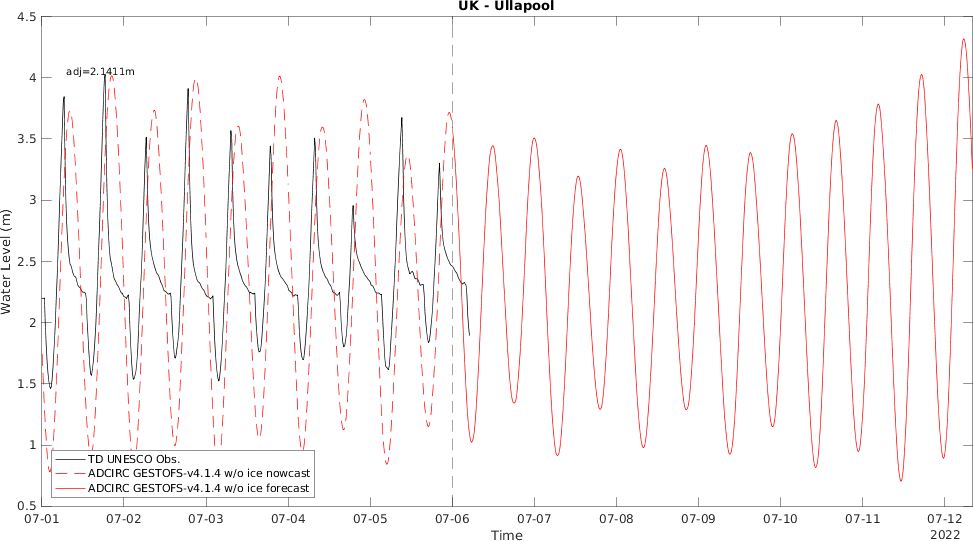 UK - Ullapool
4.5
4
3.5
3
2.5
2
1.5
1
0.5
Water Level (m)
adj=2.1411m
TD UNESCO Obs.
ADCIRC GESTOFS-v4.1.4 w/o ice nowcast
ADCIRC GESTOFS-v4.1.4 w/o ice forecast
07-01 07-02 07-03 07-04 07-05 07-06 07-07 07-08 07-09 07-10 07-11 07-12
Time
2022